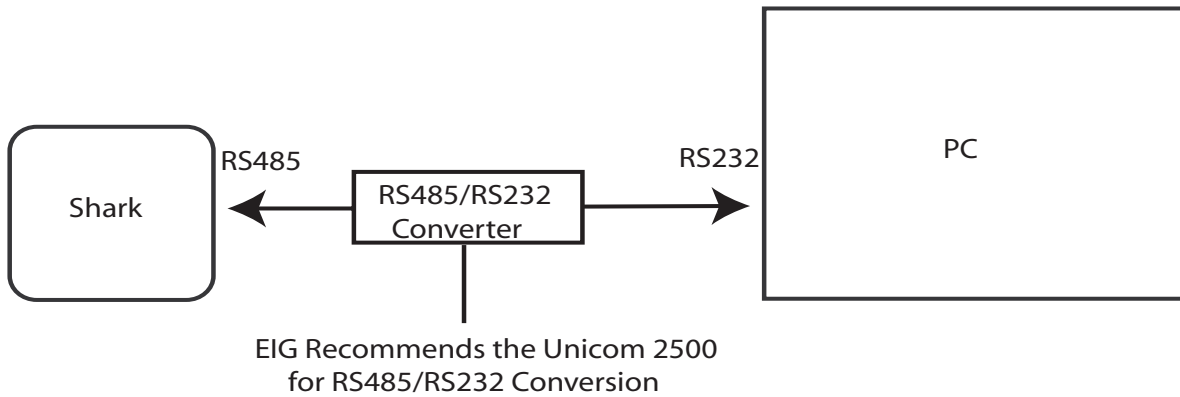 Shark
RS485
RS485/RS232
Converter
RS232
PC
EIG Recommends the Unicom 2500
for RS485/RS232 Conversion